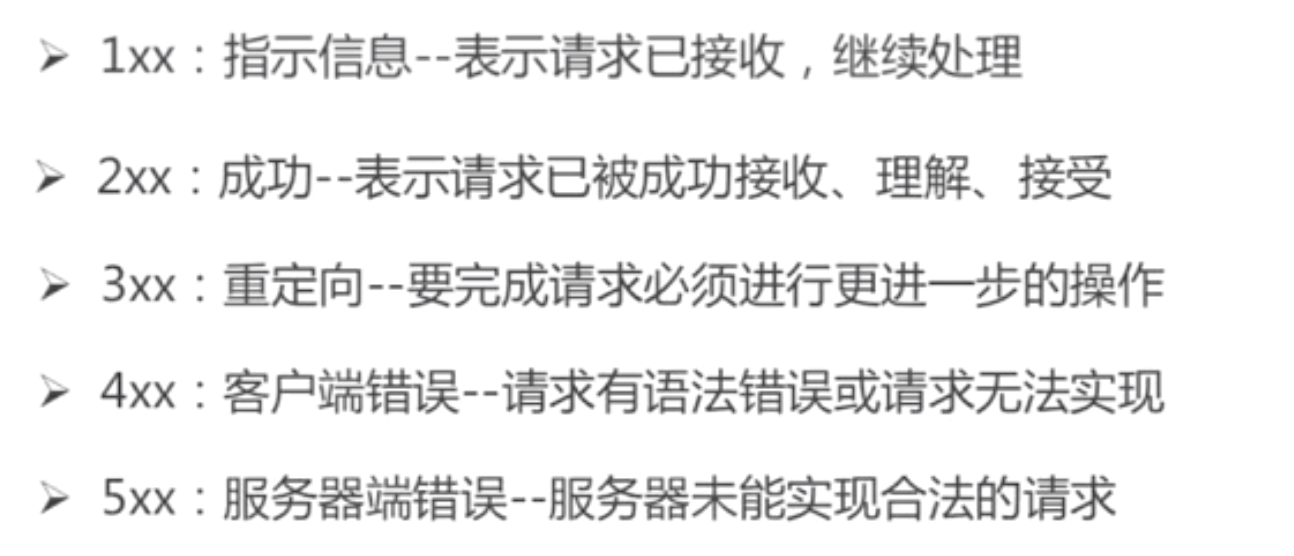 ➢ 1xx：指示信息--表示请求已接收，继续处理
➢ 2xx：成功--表示请求已被成功接收、理解、接受
➢ 3xx：重定向--要完成请求必须进行更进一步的操作
➢ 4xx：客户端错误--请求有语法错误或请求无法实现
➢ 5xx：服务器端错误--服务器未能实现合法的请求